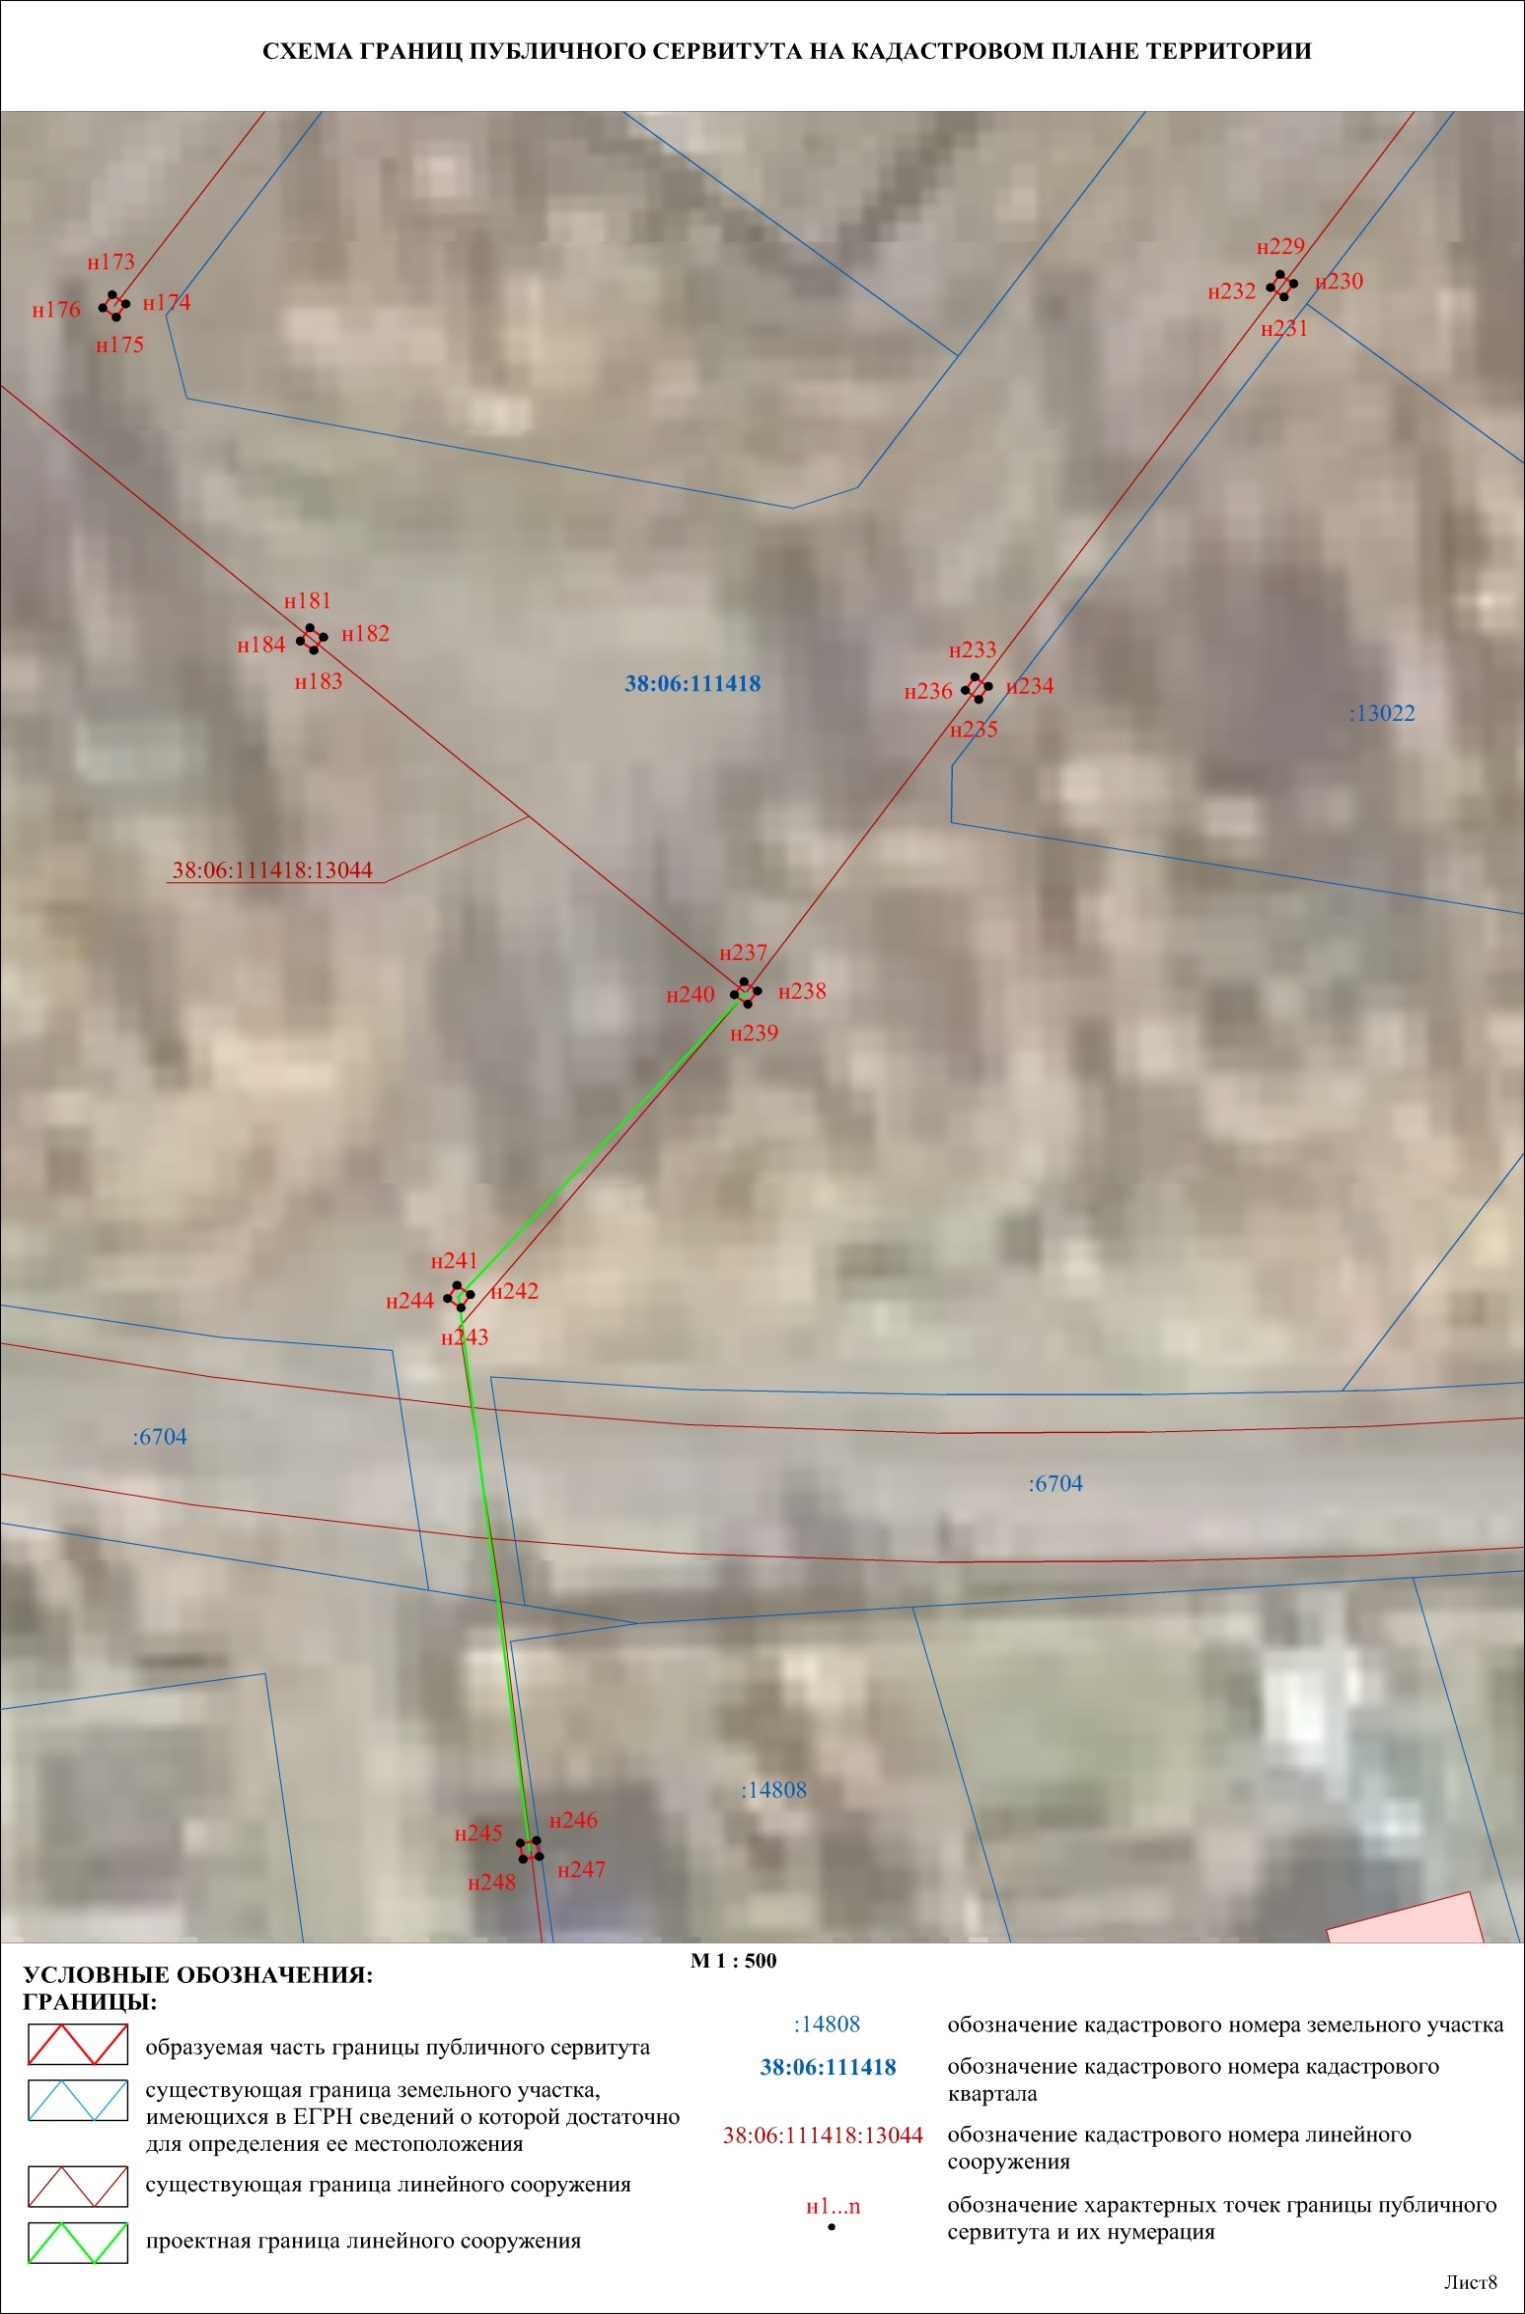 СХЕМА ГРАНИЦ ПУБЛИЧНОГО СЕРВИТУТА НА КАДАСТРОВОМ ПЛАНЕ ТЕРРИТОРИИ
н229
н173
н230
н232
н176
н174
н231
н175
н181
н182
н184
н233
н183
38:06:111418
н236
н234
:13022
н235
38:06:111418:13044
н237
н240
н238
н239
н241
н242
н244
н243
:6704
:6704
:14808
н246
н245
н247
н248
М 1 : 500
УСЛОВНЫЕ ОБОЗНАЧЕНИЯ:
ГРАНИЦЫ:
образуемая часть границы публичного сервитута
существующая граница земельного участка,
имеющихся в ЕГРН сведений о которой достаточно
для определения ее местоположения
существующая граница линейного сооружения
проектная граница линейного сооружения
:14808
обозначение кадастрового номера земельного участка
38:06:111418
обозначение кадастрового номера кадастрового
квартала
38:06:111418:13044
обозначение кадастрового номера линейного
сооружения
н1...n
обозначение характерных точек границы публичного
сервитута и их нумерация
Лист8